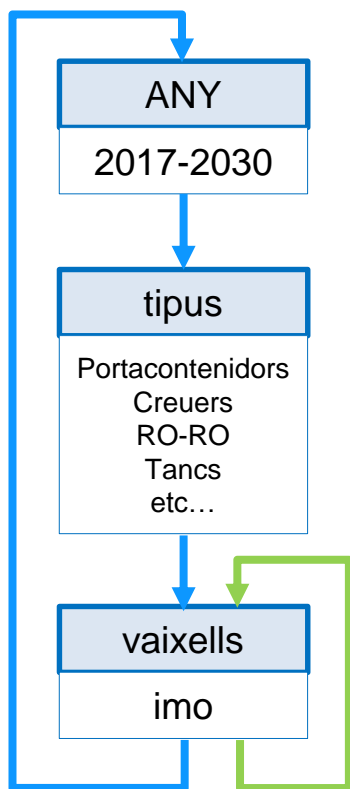 ANY
2017-2030
tipus
Portacontenidors
Creuers
RO-RO
Tancs
etc…
vaixells
imo